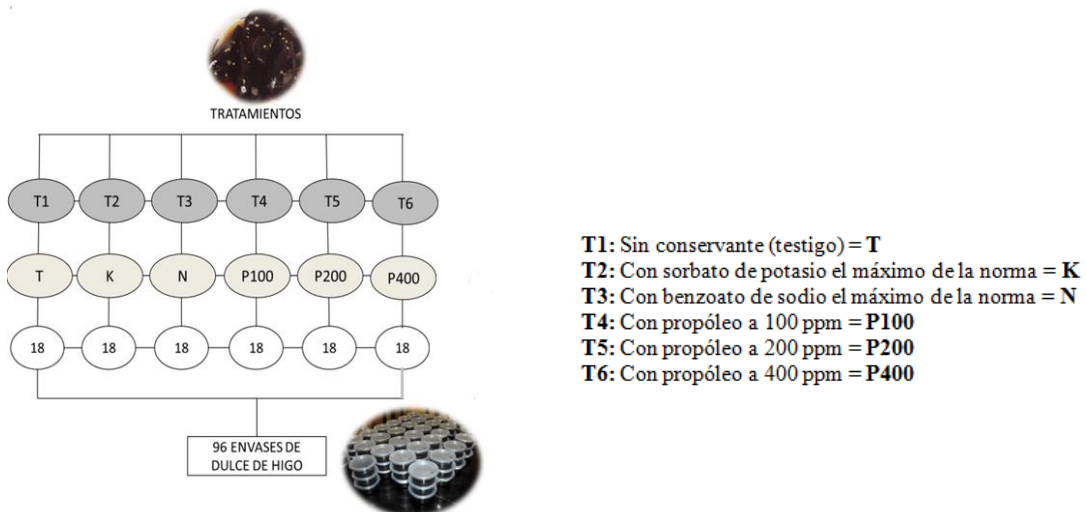 TRATAMIENTOS
T1 T2 T3 T4 T5 T6
T K N P100 P200 P400
18 18 18 18 18 18
96 ENVASES DE
DULCE DE HIGO
T1: Sin conservante (testigo) = T
T2: Con sorbato de potasio el máximo de la norma = K
T3: Con benzoato de sodio el máximo de la norma = N
T4: Con propóleo a 100 ppm = P100
T5: Con propóleo a 200 ppm = P200
T6: Con propóleo a 400 ppm = P400